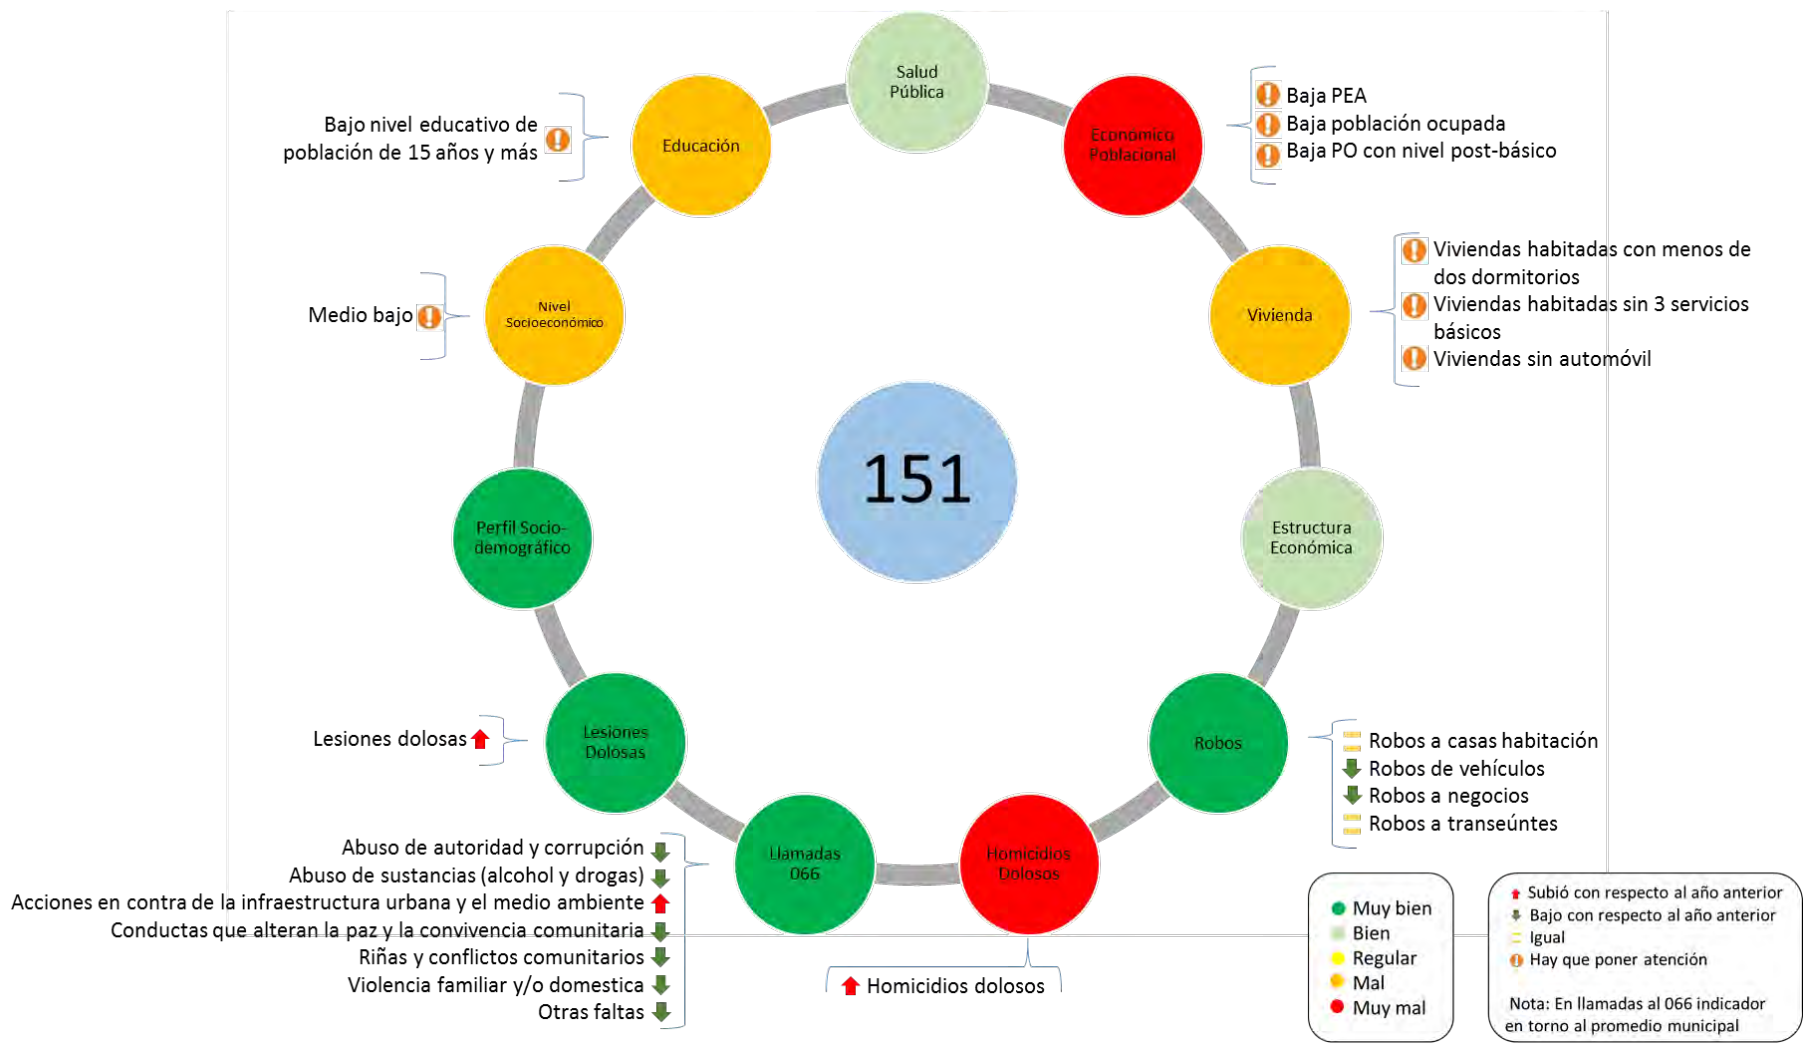 Salud
Pública
Económico
Poblacional
Baja PEA
Baja población ocupada
Baja PO con nivel post-básico
Educación
Bajo nivel educativo de
población de 15 años y más
Vivienda
Viviendas habitadas con menos de
dos dormitorios
Viviendas habitadas sin 3 servicios
básicos
Viviendas sin automóvil
Nivel
Socioeconómico
Medio bajo
151
Perfil Socio-
demográfico
Estructura
Económica
Lesiones
Dolosas
Lesiones dolosas
Robos
Robos a casas habitación
Robos de vehículos
Robos a negocios
Robos a transeúntes
Llamadas
066
Abuso de autoridad y corrupción
Abuso de sustancias (alcohol y drogas)
Acciones en contra de la infraestructura urbana y el medio ambiente
Conductas que alteran la paz y la convivencia comunitaria
Riñas y conflictos comunitarios
Violencia familiar y/o domestica
Otras faltas
Homicidios
Dolosos
Homicidios dolosos
Muy bien
Bien
Regular
Mal
Muy mal
Subió con respecto al año anterior
Bajo con respecto al año anterior
Igual
Hay que poner atención
Nota: En llamadas al 066 indicador
en torno al promedio municipal